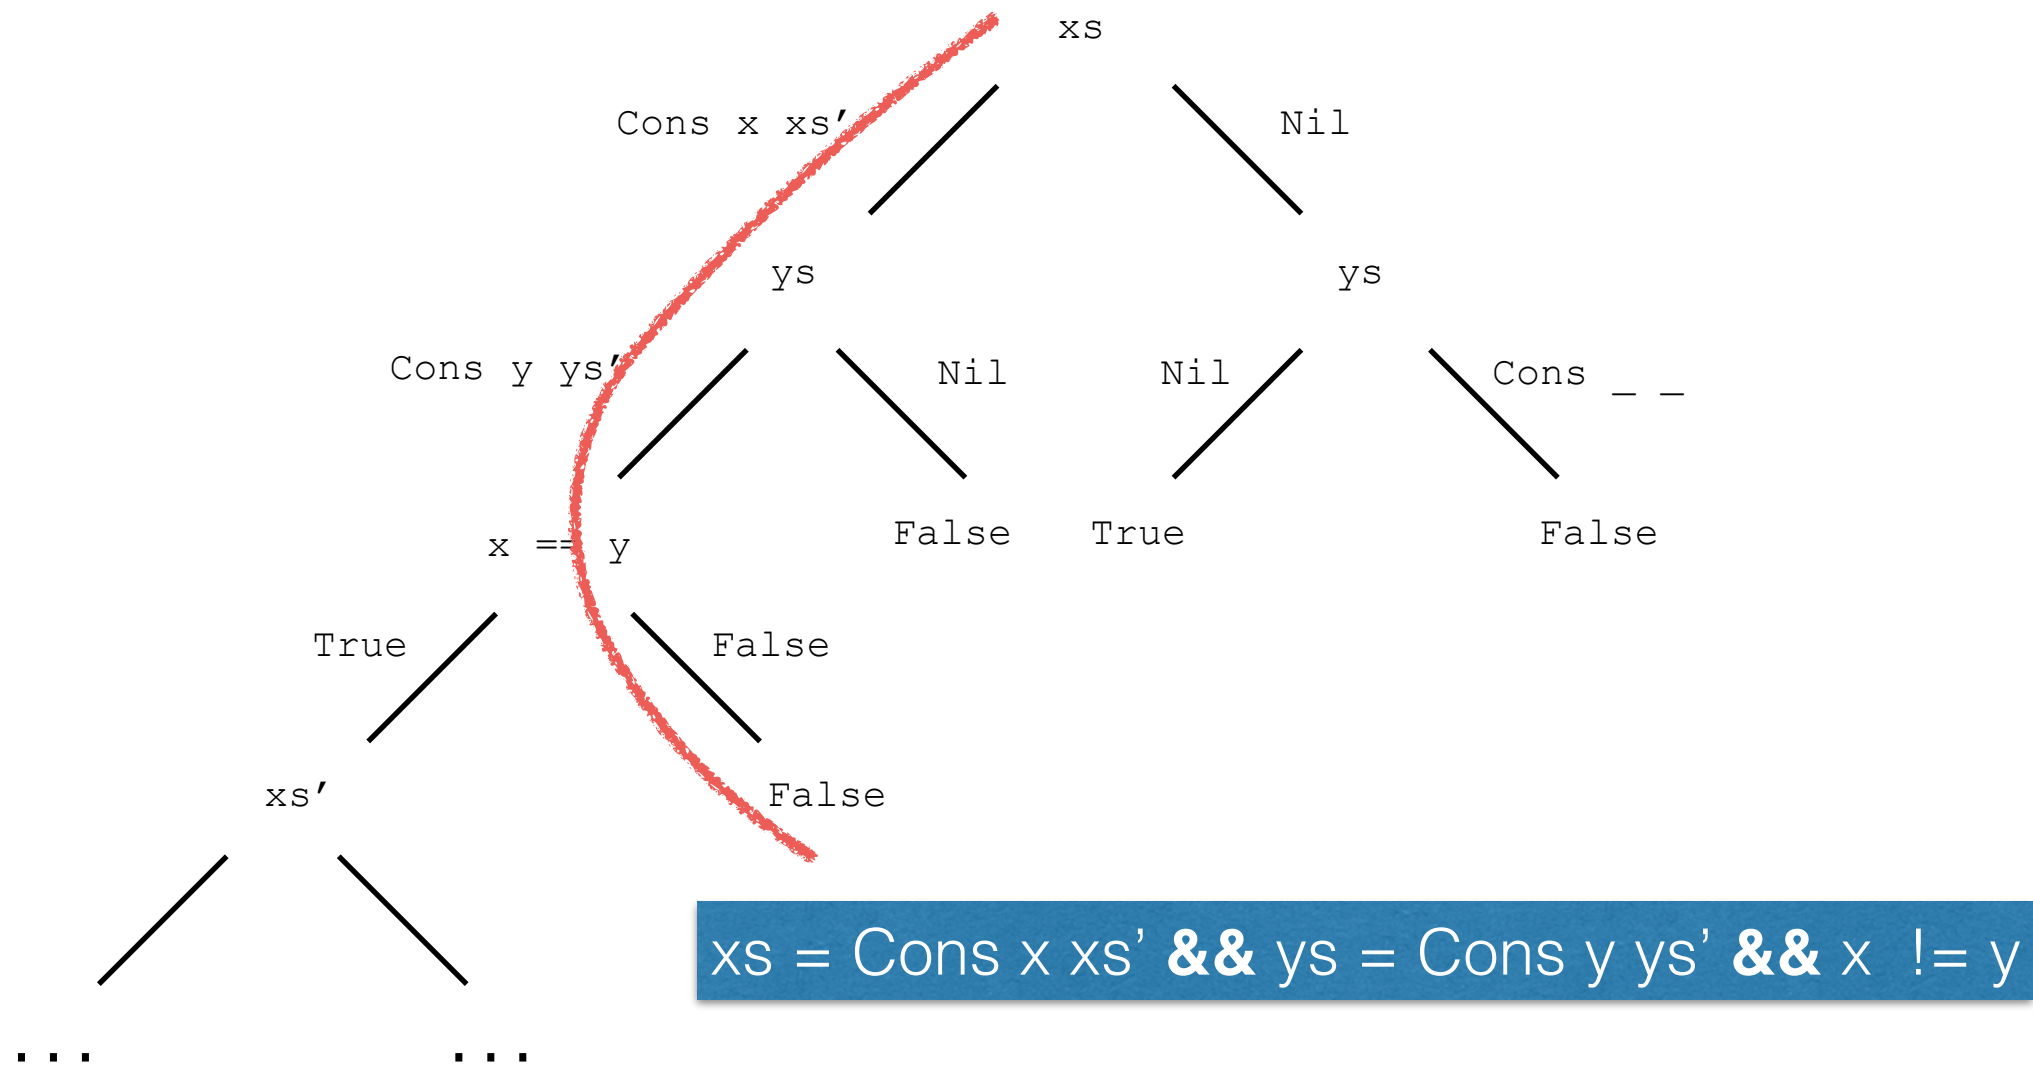 xs
Cons x xs’
Nil
ys
ys
Cons y ys’
Nil
Nil
Cons _ _
x == y
False
True
False
True
False
xs’
False
xs = Cons x xs’ && ys = Cons y ys’ && x != y
...
...